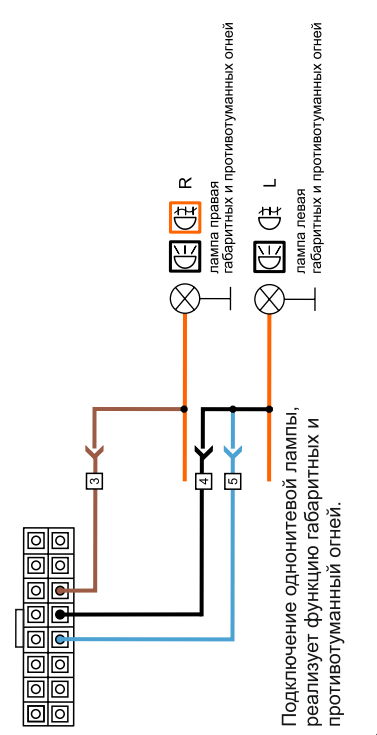 R
лампа правая
габаритных и противотуманных огней
L
лампа левая
габаритных и противотуманных огней
3
4
5
Подключение однонитевой лампы,
реализует функцию габаритных и
противотуманный огней.